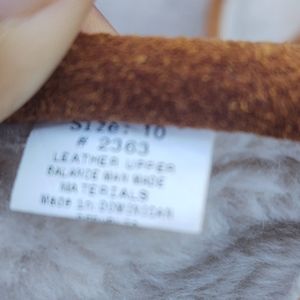 Size: 10
# 2363
LEATHER UPPER
BALANCE MAN MADE
MATERIALS
Made in DOMINICAN